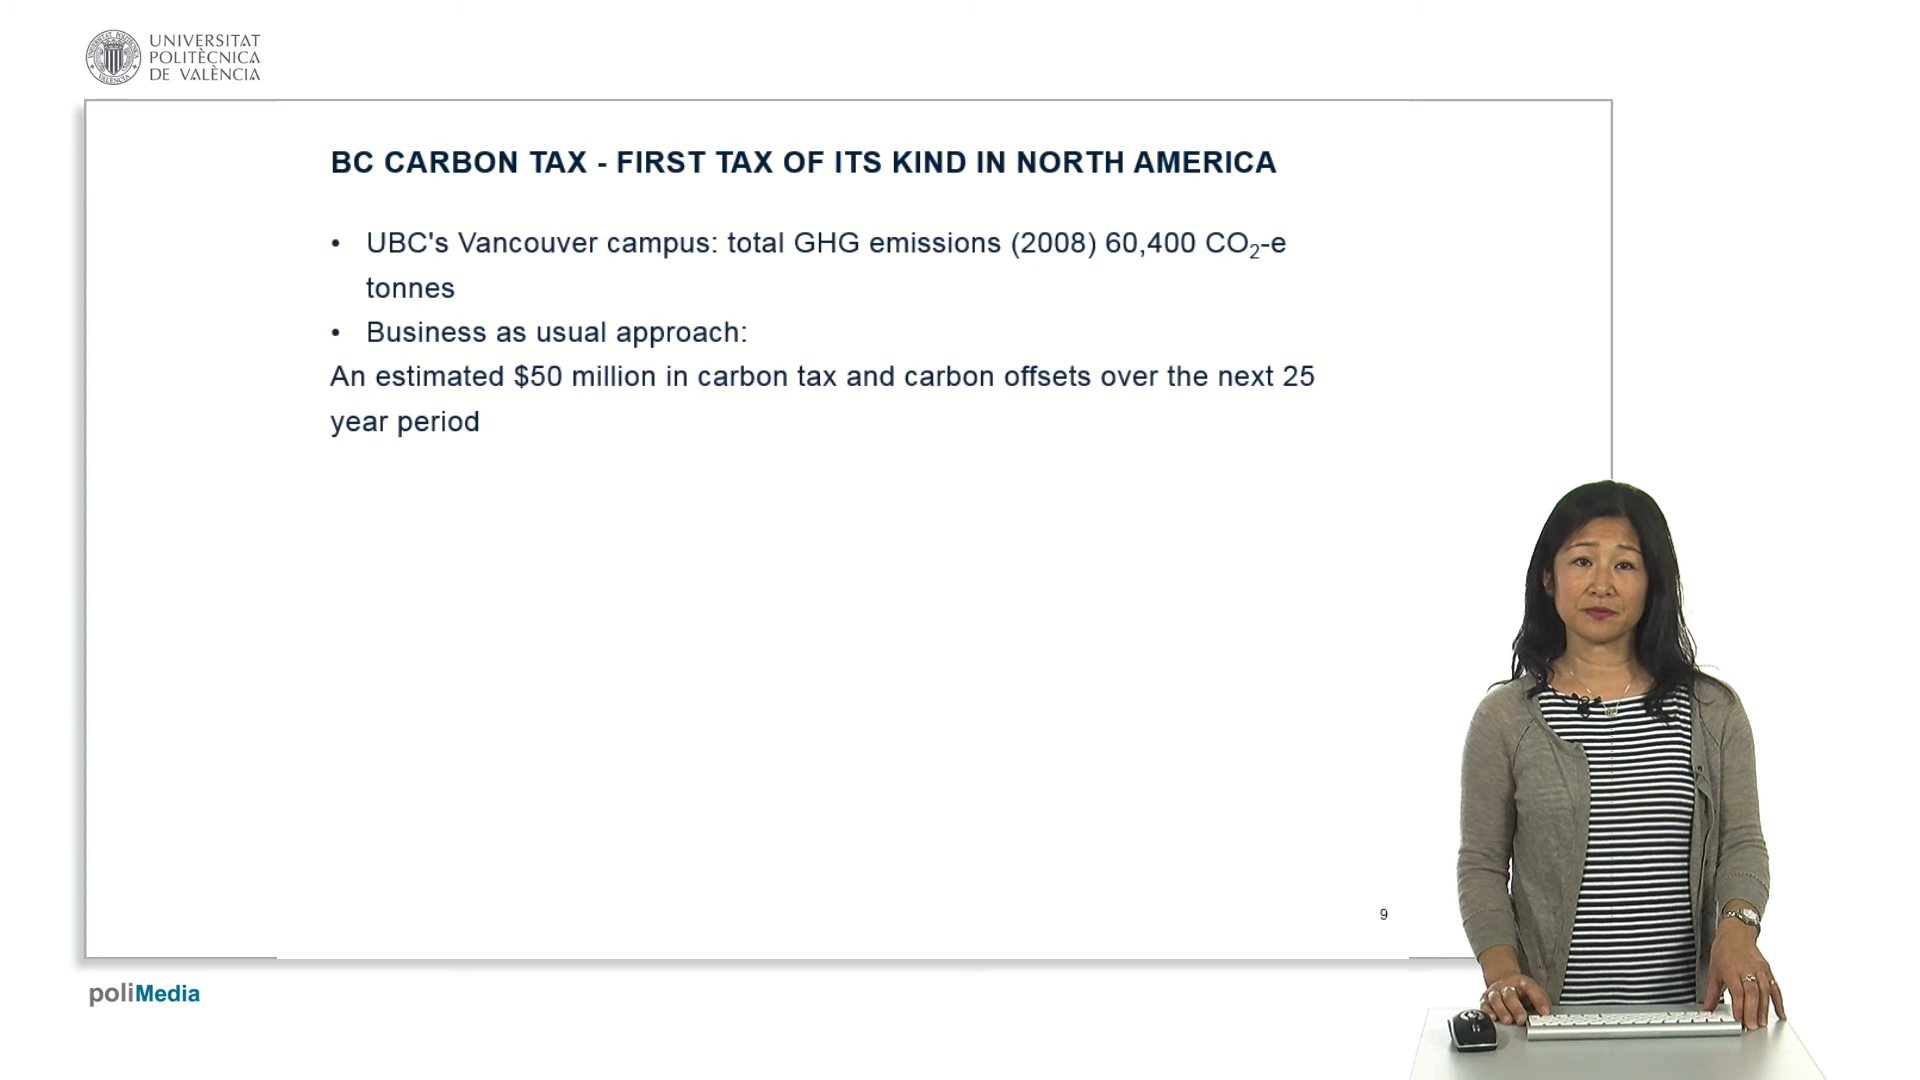 UNIVERSITAT
POLITÈCNICA
DE VALÈNCIA
BC CARBON TAX - FIRST TAX OF ITS KIND IN NORTH AMERICA
• UBC's Vancouver campus: total GHG emissions (2008) 60,400 CO₂-e
tonnes
• Business as usual approach:
An estimated $50 million in carbon tax and carbon offsets over the next 25
year period
9
poliMedia